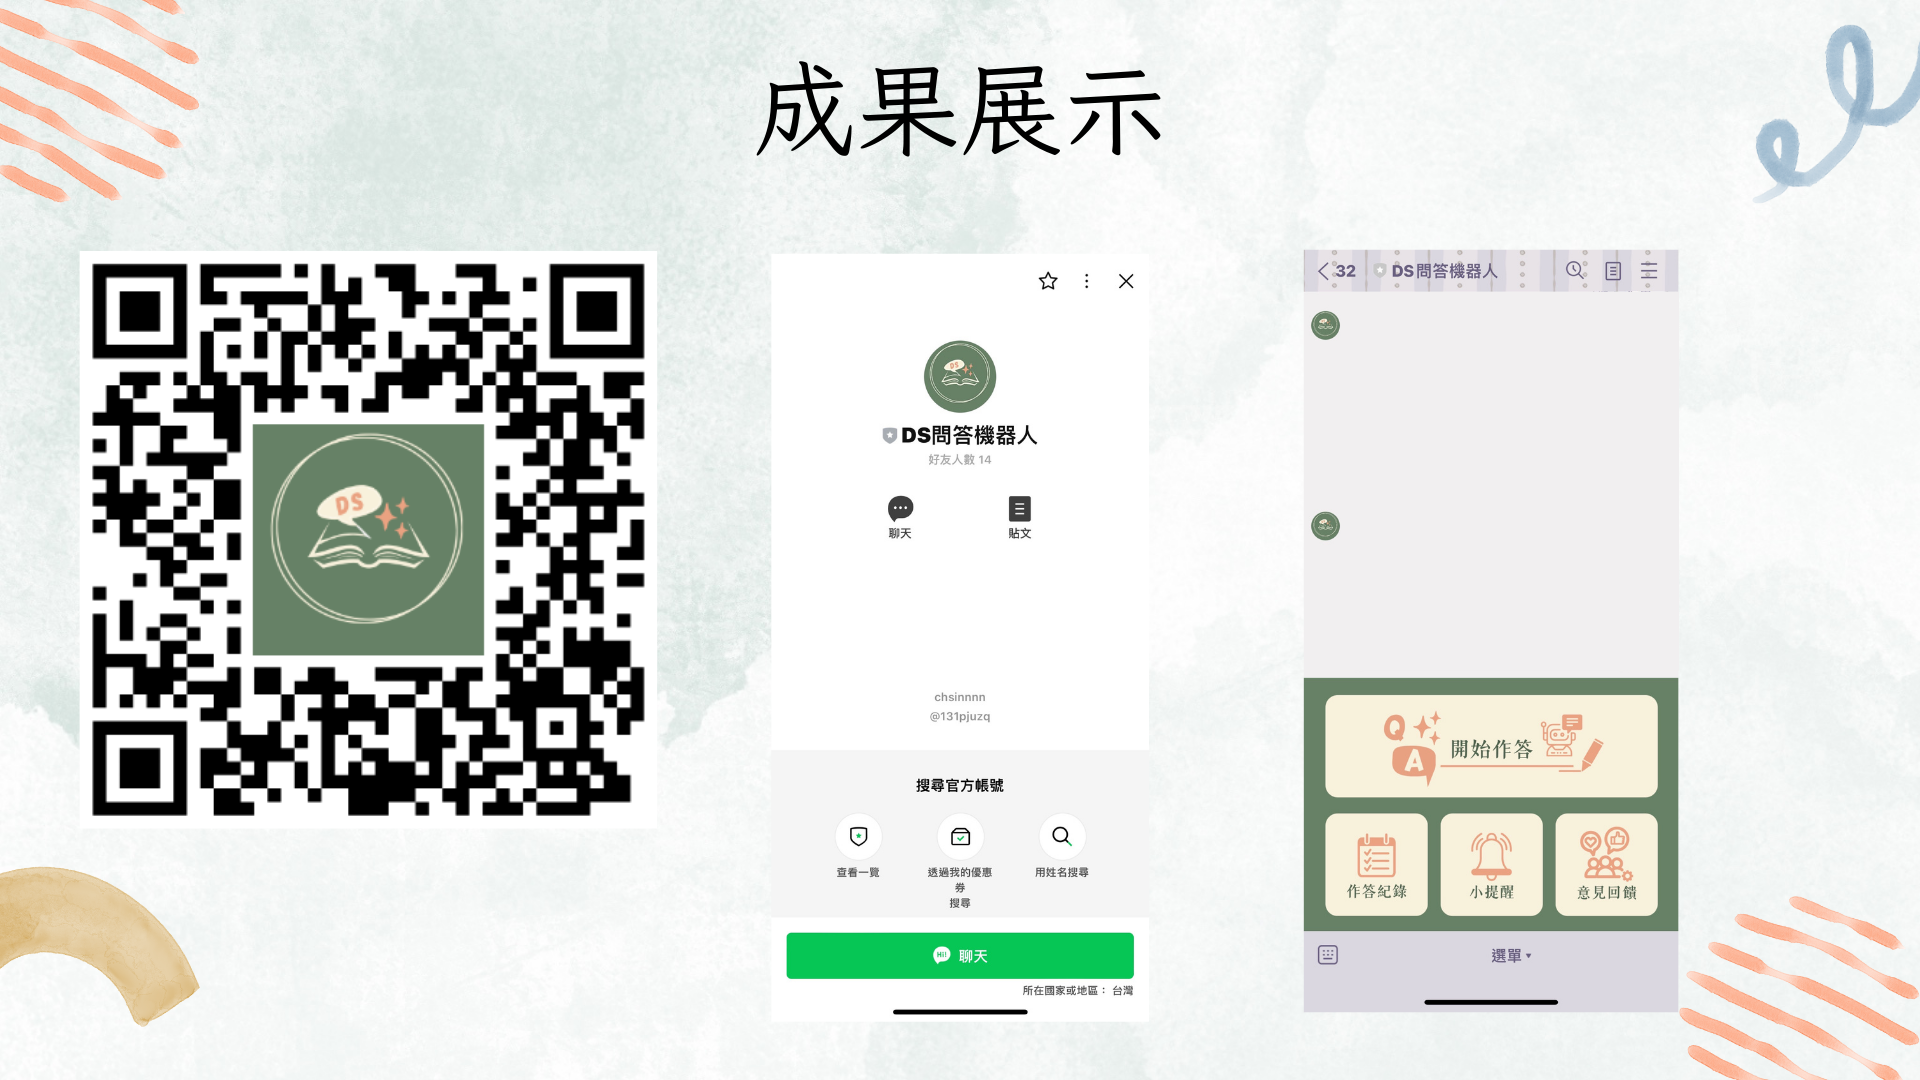 成果展示
DS
DS
DS問答機器人
好友人數 14
聊天
貼文
chsinnnn
@131pjuzq
搜尋官方帳號
查看一覽
透過我的優惠
券
搜尋
用姓名搜尋
Hi!
聊天
所在國家或地區： 台灣
32
DS問答機器人
Q
A
開始作答
作答紀錄
小提醒
意見回饋
選單